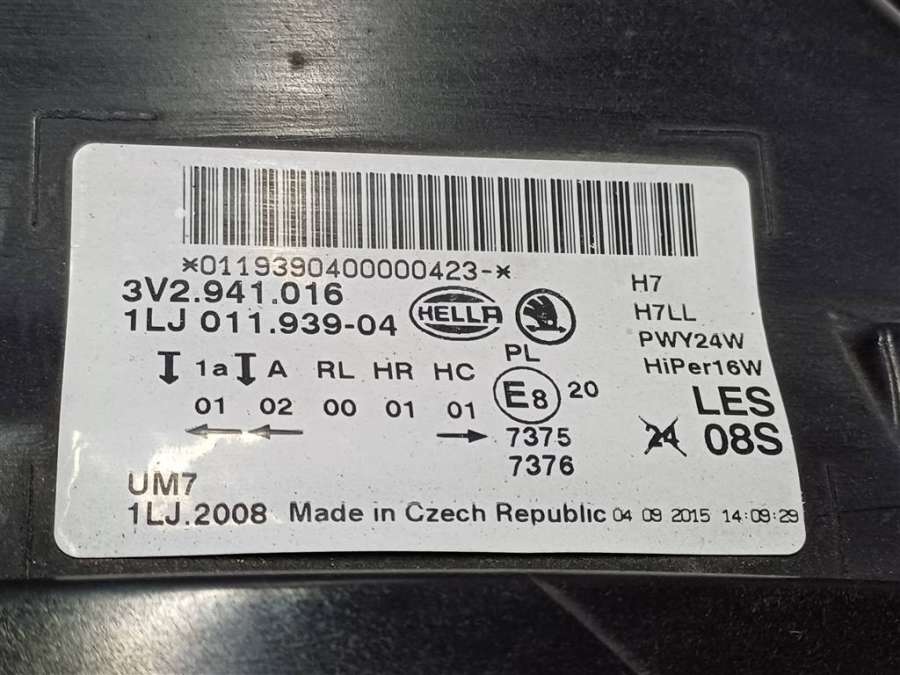 *0119390400000423-*
3V2.941.016
1LJ 011.939-04
HELLA
H7
H7LL
PWY24W
HiPer16W
1a A RL HR HC PL
01 02 00 01 01
E8 20
LES
7375
7376
24 08S
UM7
1LJ.2008 Made in Czech Republic 04 09 2015 14:09:29